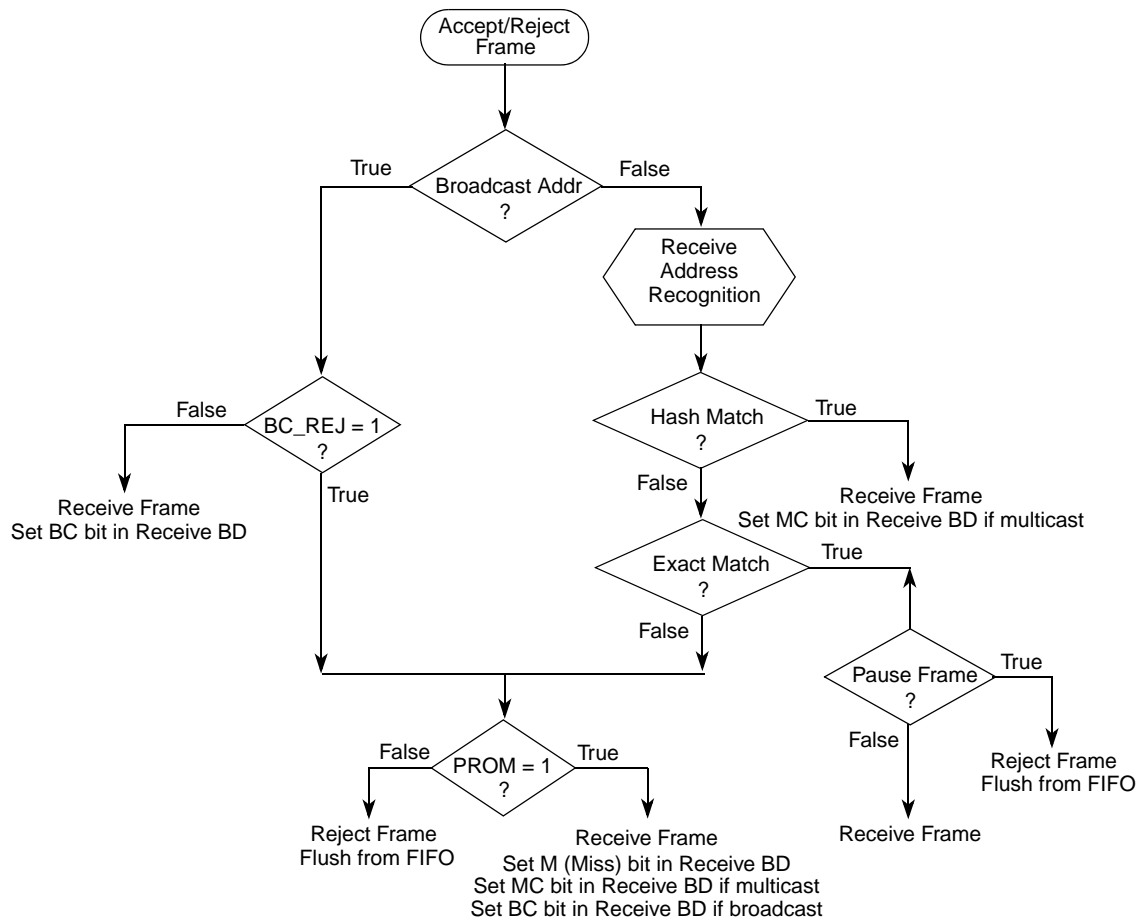 Accept/Reject
Frame
True
False
Broadcast Addr
?
Receive
Address
Recognition
False
BC_REJ = 1
?
True
Hash Match
?
True
False
Receive Frame
Set BC bit in Receive BD
Receive Frame
Set MC bit in Receive BD if multicast
Exact Match
?
True
False
Pause Frame
?
True
False
False
PROM = 1
?
True
Reject Frame
Flush from FIFO
Reject Frame
Flush from FIFO
Receive Frame
Set M (Miss) bit in Receive BD
Set MC bit in Receive BD if multicast
Set BC bit in Receive BD if broadcast
Receive Frame